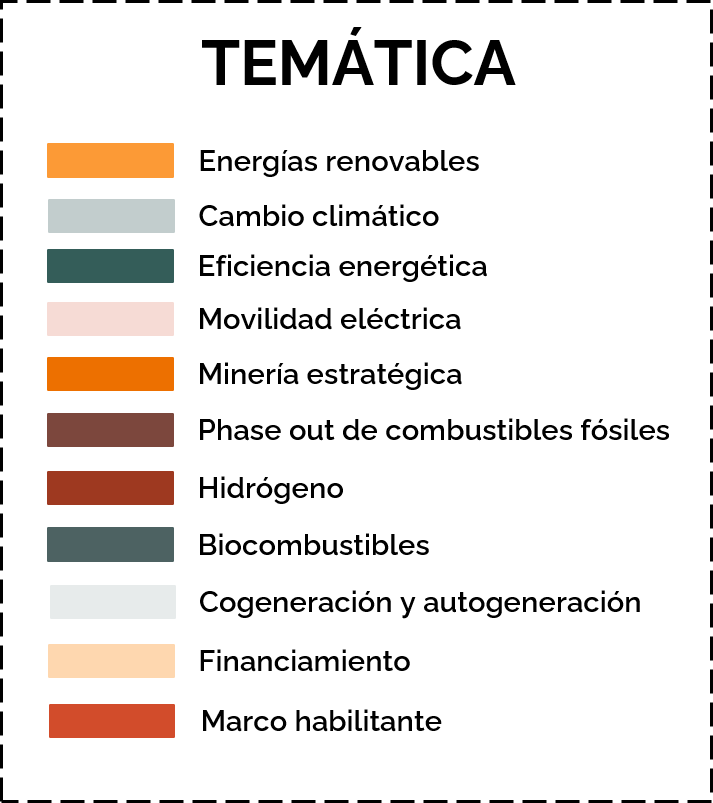 TEMÁTICA
Energías renovables
Cambio climático
Eficiencia energética
Movilidad eléctrica
Minería estratégica
Phase out de combustibles fósiles
Hidrógeno
Biocombustibles
Cogeneración y autogeneración
Financiamiento
Marco habilitante